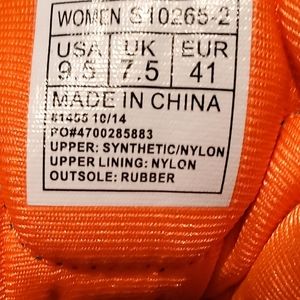 WOMEN S10265-2
USA UK EUR
9.5 7.5 41
MADE IN CHINA
81455 10/14
PO#4700285883
UPPER: SYNTHETIC/NYLON
UPPER LINING: NYLON
OUTSOLE: RUBBER